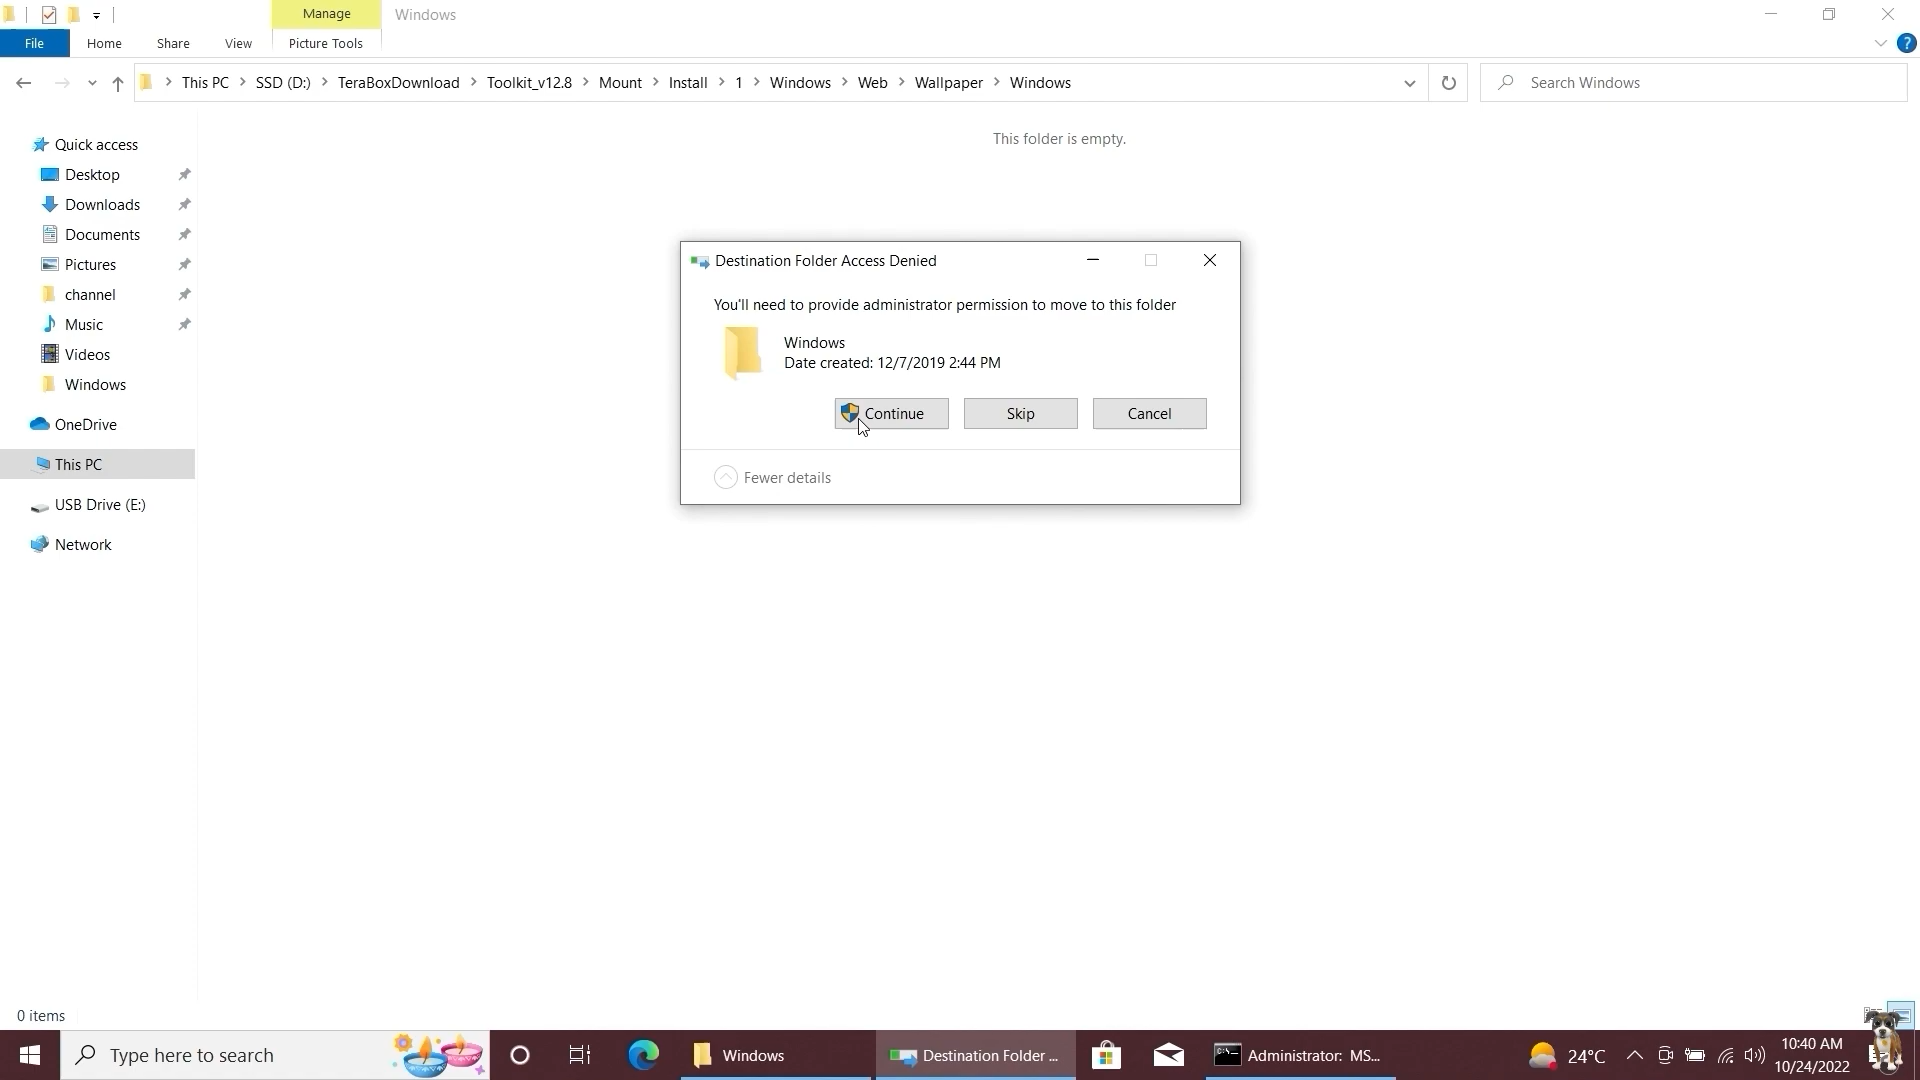 Manage
Windows
File
Home
Share
View
Picture Tools
?
This PC
SSD (D:)
TeraBoxDownload
Toolkit_v12.8
Mount
Install
1
Windows
Web
Wallpaper
Windows
Search Windows
This folder is empty.
Quick access
Desktop
Downloads
Documents
Pictures
channel
Music
Videos
Windows
OneDrive
This PC
USB Drive (E:)
Network
Destination Folder Access Denied
You'll need to provide administrator permission to move to this folder
Windows
Date created: 12/7/2019 2:44 PM
Continue
Skip
Cancel
Fewer details
0 items
Type here to search
Windows
Destination Folder ...
Administrator: MS...
24°C
10:40 AM
10/24/2022